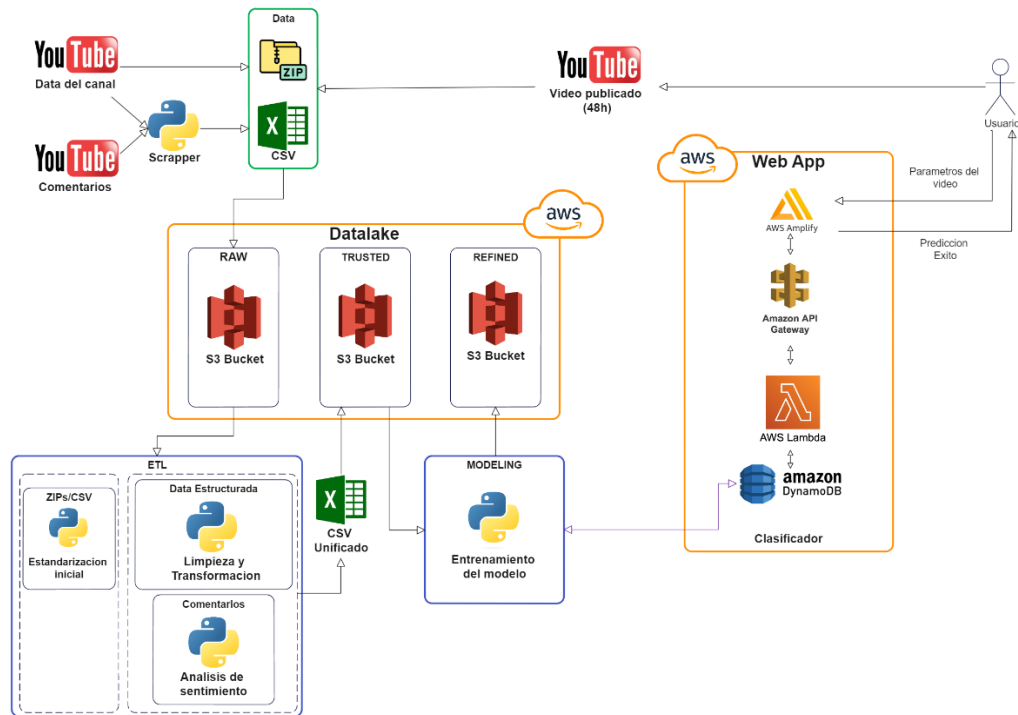 Data
YouTube
Data del canal
ZIP
YouTube
Comentarios
Scrapper
X
CSV
YouTube
Video publicado
(48h)
Usuario
aws
Web App
Parametros del
video
AWS Amplify
Prediccion
Exito
Amazon API
Gateway
AWS Lambda
amazon
DynamoDB
Clasificador
aws
Datalake
RAW
S3 Bucket
TRUSTED
S3 Bucket
REFINED
S3 Bucket
ETL
ZIPs/CSV
Estandarizacion
inicial
Data Estructurada
Limpieza y
Transformacion
Comentarios
Analisis de
sentimiento
X
CSV
Unificado
MODELING
Entrenamiento
del modelo